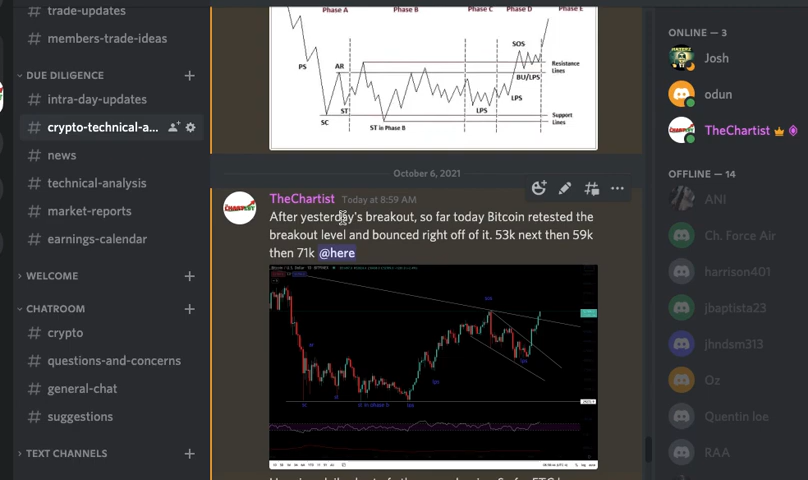 # trade-updates
# members-trade-ideas
DUE DILIGENCE
# intra-day-updates
# crypto-technical-a...
# news
# technical-analysis
# market-reports
# earnings-calendar
WELCOME
CHATROOM
# crypto
# questions-and-concerns
# general-chat
# suggestions
TEXT CHANNELS
Phase A Phase B Phase C Phase D Phase E
SOS
PS AR Resistance
Lines
BU/LPS
ST LPS LPS
SC Support
Lines
ST in Phase B
October 6, 2021
TheChartist Today at 8:59 AM
After yesterday's breakout, so far today Bitcoin retested the
breakout level and bounced right off of it. 53k next then 59k
then 71k @here
ONLINE — 3
Josh
odun
TheChartist
OFFLINE — 14
ANI
Ch. Force Air
harrison401
jbaptista23
jhndsm313
Oz
Quentin loe
RAA